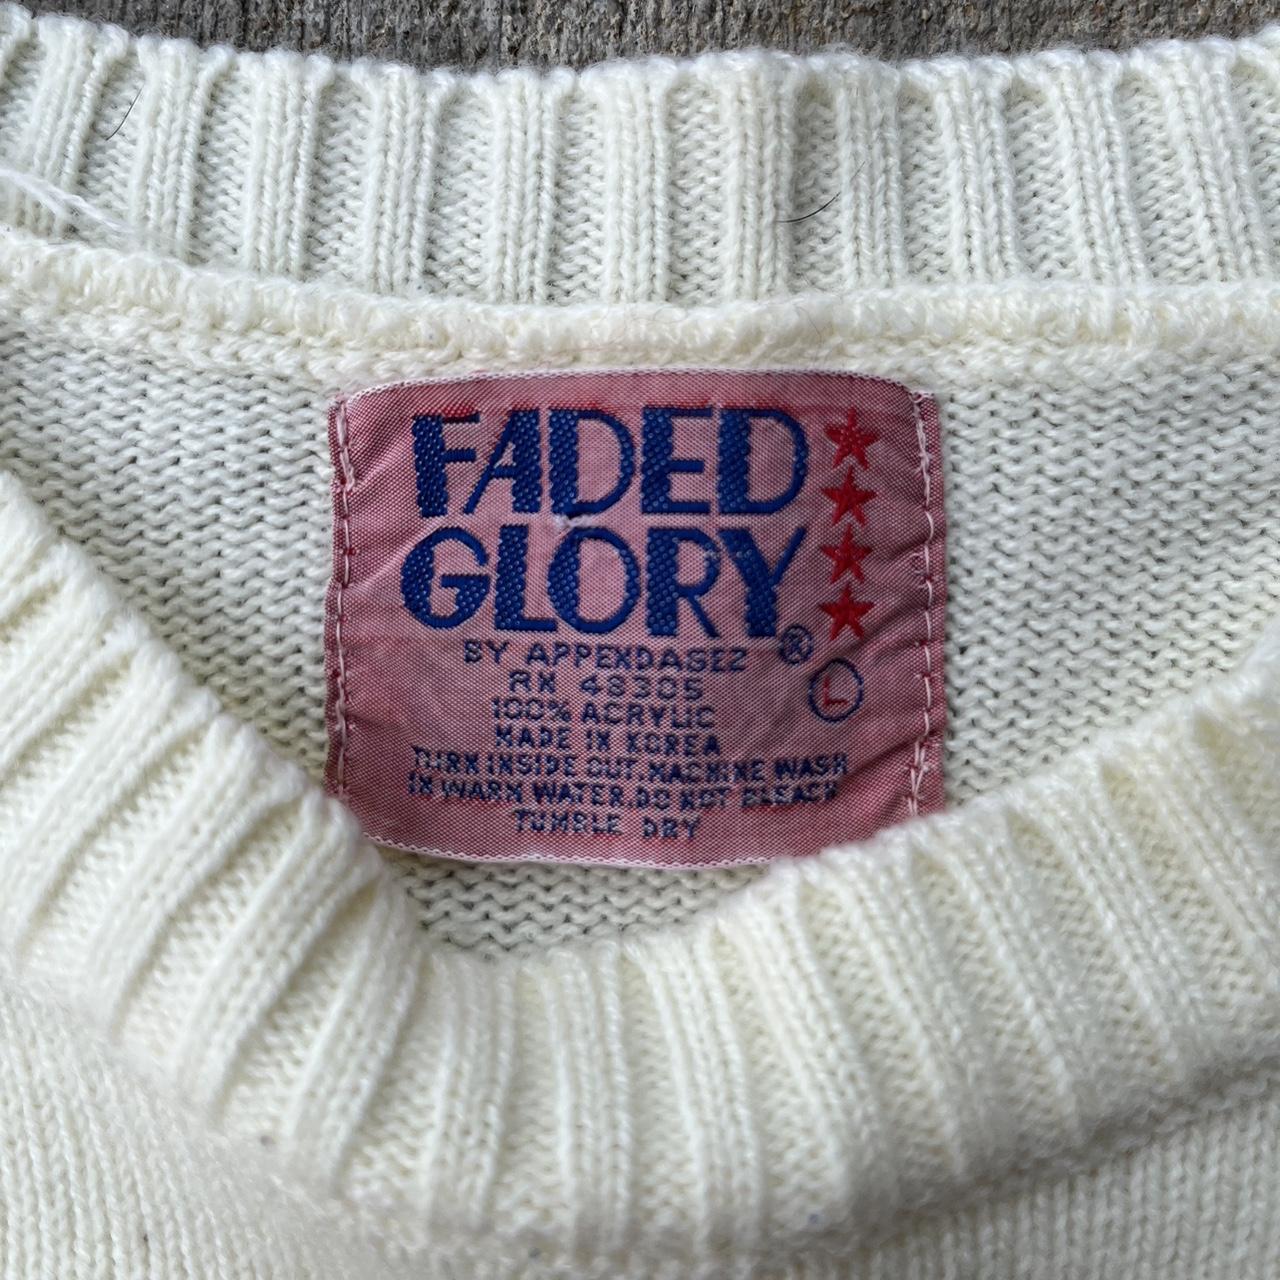 FADED
GLORY®
BY APPENDAGEZ
L
RN 49305
100% ACRYLIC
MADE IN KOREA
TURN INSIDE OUT.MACHINE WASH
IN WARM WATER.DO NOT BLEACH
TUMBLE DRY